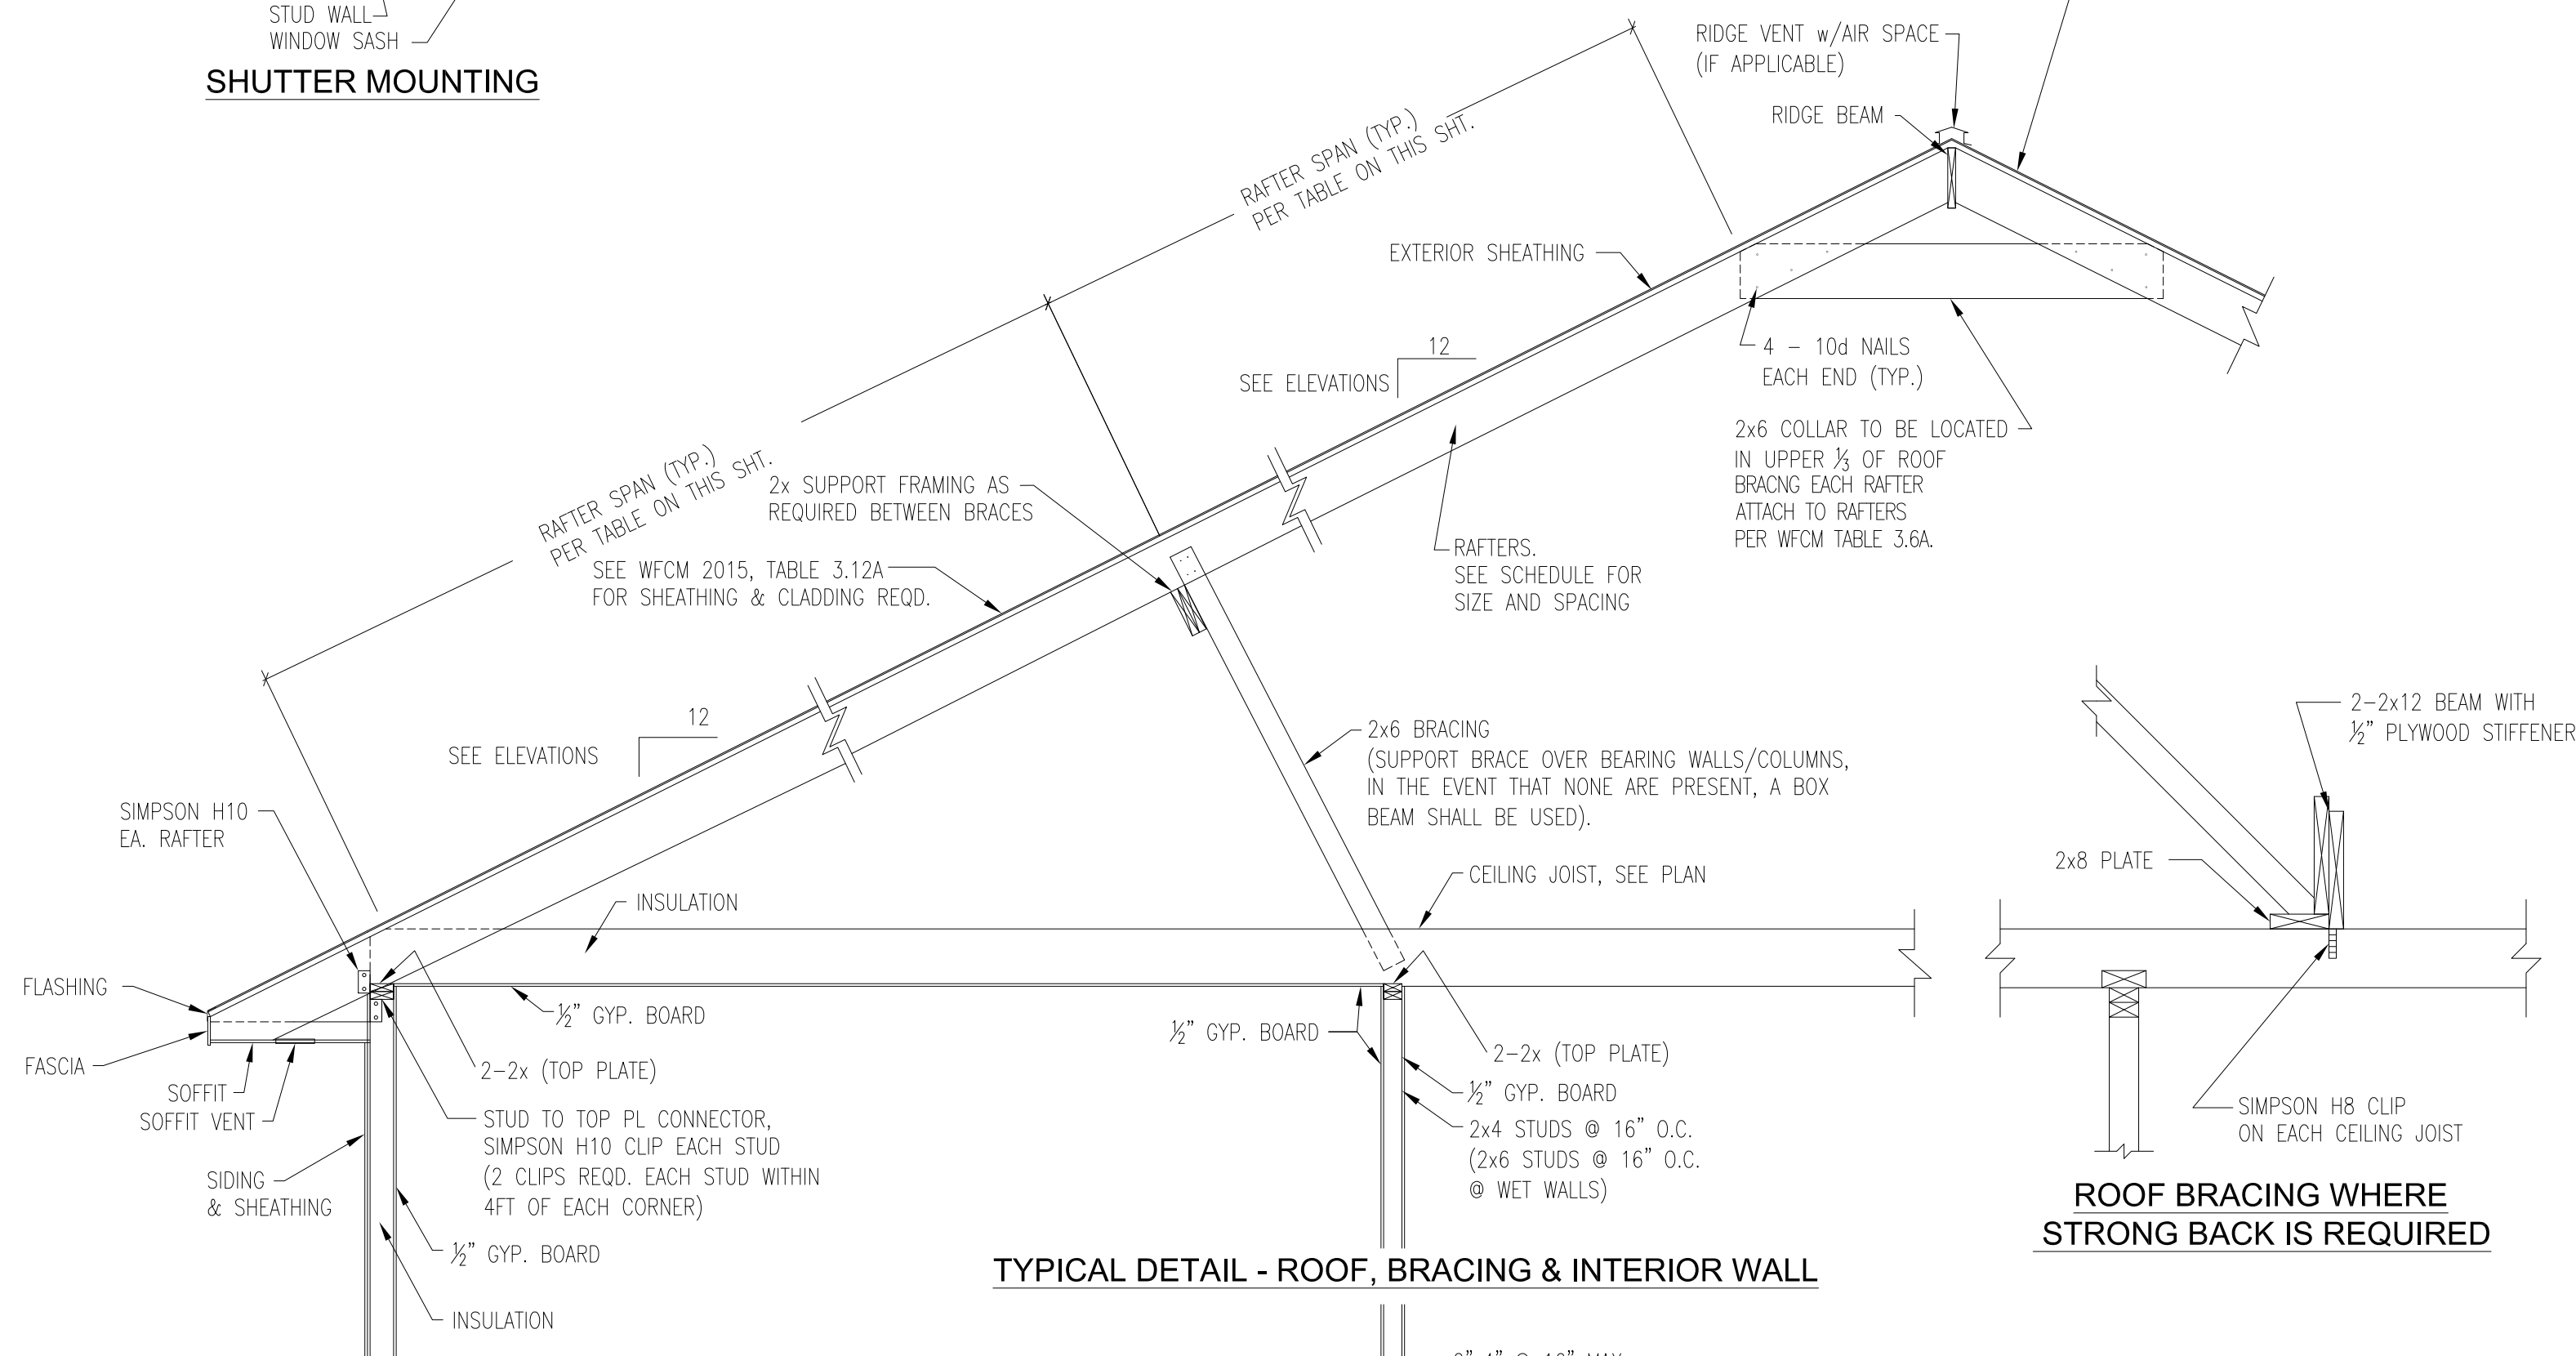 STUD WALL
WINDOW SASH
SHUTTER MOUNTING
RIDGE VENT w/AIR SPACE
(IF APPLICABLE)
RIDGE BEAM
RAFTER SPAN (TYP.)
PER TABLE ON THIS SHT.
EXTERIOR SHEATHING
12
SEE ELEVATIONS
4 - 10d NAILS
EACH END (TYP.)
2x6 COLLAR TO BE LOCATED
IN UPPER ⅓ OF ROOF
BRACNG EACH RAFTER
ATTACH TO RAFTERS
PER WFCM TABLE 3.6A.
RAFTER SPAN (TYP.)
PER TABLE ON THIS SHT.
2x SUPPORT FRAMING AS
REQUIRED BETWEEN BRACES
SEE WFCM 2015, TABLE 3.12A
FOR SHEATHING & CLADDING REQD.
RAFTERS.
SEE SCHEDULE FOR
SIZE AND SPACING
12
SEE ELEVATIONS
2x6 BRACING
(SUPPORT BRACE OVER BEARING WALLS/COLUMNS,
IN THE EVENT THAT NONE ARE PRESENT, A BOX
BEAM SHALL BE USED).
SIMPSON H10
EA. RAFTER
CEILING JOIST, SEE PLAN
INSULATION
FLASHING
½" GYP. BOARD
½" GYP. BOARD
FASCIA
2-2x (TOP PLATE)
2-2x (TOP PLATE)
SOFFIT
SOFFIT VENT
½" GYP. BOARD
STUD TO TOP PL CONNECTOR,
SIMPSON H10 CLIP EACH STUD
(2 CLIPS REQD. EACH STUD WITHIN
4FT OF EACH CORNER)
2x4 STUDS @ 16" O.C.
(2x6 STUDS @ 16" O.C.
@ WET WALLS)
SIDING
& SHEATHING
½" GYP. BOARD
INSULATION
TYPICAL DETAIL - ROOF, BRACING & INTERIOR WALL
2-2x12 BEAM WITH
½" PLYWOOD STIFFENER
2x8 PLATE
SIMPSON H8 CLIP
ON EACH CEILING JOIST
ROOF BRACING WHERE
STRONG BACK IS REQUIRED